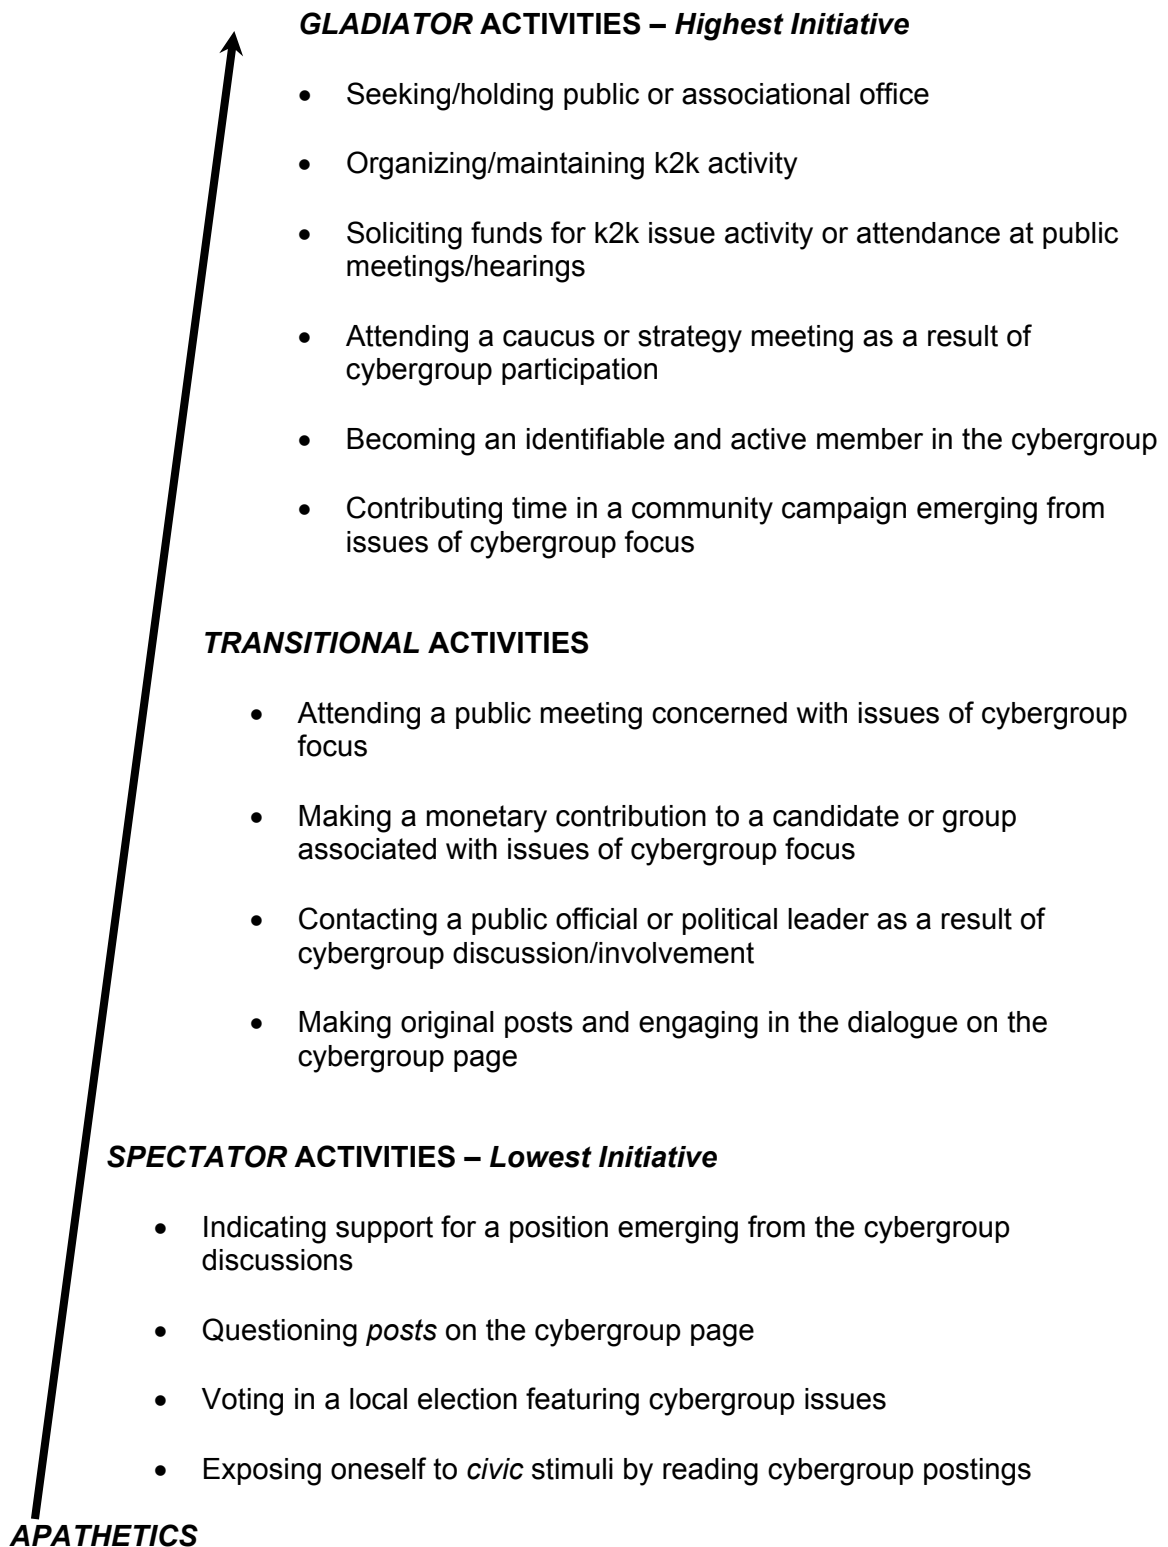 GLADIATOR ACTIVITIES – Highest Initiative
• Seeking/holding public or associational office
• Organizing/maintaining k2k activity
• Soliciting funds for k2k issue activity or attendance at public
meetings/hearings
• Attending a caucus or strategy meeting as a result of
cybergroup participation
• Becoming an identifiable and active member in the cybergroup
• Contributing time in a community campaign emerging from
issues of cybergroup focus
TRANSITIONAL ACTIVITIES
• Attending a public meeting concerned with issues of cybergroup
focus
• Making a monetary contribution to a candidate or group
associated with issues of cybergroup focus
• Contacting a public official or political leader as a result of
cybergroup discussion/involvement
• Making original posts and engaging in the dialogue on the
cybergroup page
SPECTATOR ACTIVITIES – Lowest Initiative
• Indicating support for a position emerging from the cybergroup
discussions
• Questioning posts on the cybergroup page
• Voting in a local election featuring cybergroup issues
• Exposing oneself to civic stimuli by reading cybergroup postings
APATHETICS